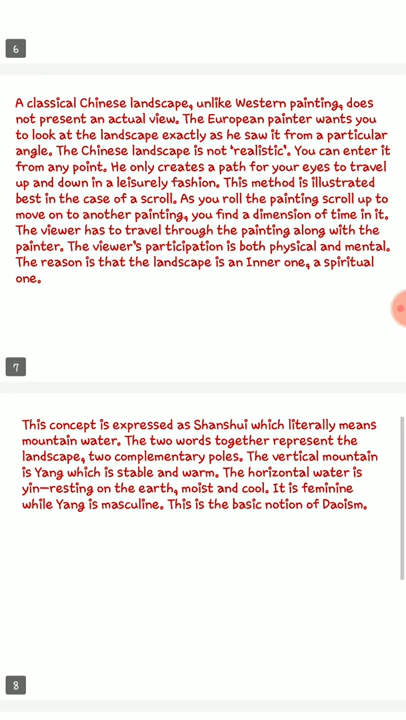 6
A classical Chinese landscape, unlike Western painting, does
not present an actual view. The European painter wants you
to look at the landscape exactly as he saw it from a particular
angle. The Chinese landscape is not 'realistic'. You can enter it
from any point. He only creates a path for your eyes to travel
up and down in a leisurely fashion. This method is illustrated
best in the case of a scroll. As you roll the painting scroll up to
move on to another painting, you find a dimension of time in it.
The viewer has to travel through the painting along with the
painter. The viewer's participation is both physical and mental.
The reason is that the landscape is an Inner one, a spiritual
one.
7
This concept is expressed as Shanshui which literally means
mountain water. The two words together represent the
landscape, two complementary poles. The vertical mountain
is Yang which is stable and warm. The horizontal water is
yin—resting on the earth, moist and cool. It is feminine
while Yang is masculine. This is the basic notion of Daoism.
8